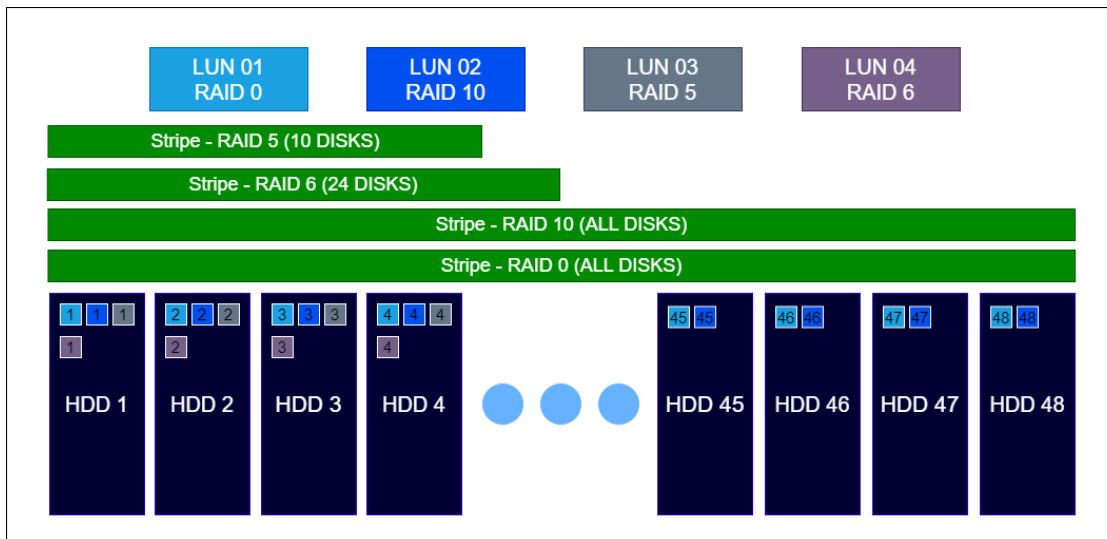 LUN 01
RAID 0
LUN 02
RAID 10
LUN 03
RAID 5
LUN 04
RAID 6
Stripe - RAID 5 (10 DISKS)
Stripe - RAID 6 (24 DISKS)
Stripe - RAID 10 (ALL DISKS)
Stripe - RAID 0 (ALL DISKS)
1 1 1
1
HDD 1
2 2 2
2
HDD 2
3 3 3
3
HDD 3
4 4 4
4
HDD 4
45 45
HDD 45
46 46
HDD 46
47 47
HDD 47
48 48
HDD 48